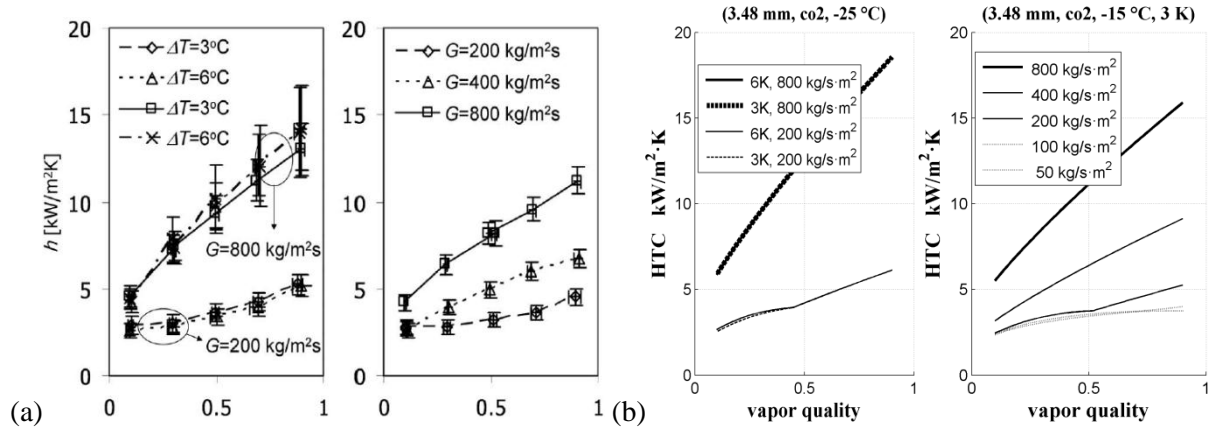 20
15
10
5
0
h [kW/m²K]
ΔT=3°C
ΔT=6°C
ΔT=3°C
ΔT=6°C
G=800 kg/m²s
G=200 kg/m²s
0 0.5 1
20
15
10
5
0
G=200 kg/m²s
G=400 kg/m²s
G=800 kg/m²s
0 0.5 1
(a)
(3.48 mm, co2, -25 °C)
20
15
10
5
0
HTC kW/m²·K
6K, 800 kg/s·m²
3K, 800 kg/s·m²
6K, 200 kg/s·m²
3K, 200 kg/s·m²
0 0.5 1
vapor quality
(3.48 mm, co2, -15 °C, 3 K)
20
15
10
5
0
HTC kW/m²·K
800 kg/s·m²
400 kg/s·m²
200 kg/s·m²
100 kg/s·m²
50 kg/s·m²
0 0.5 1
vapor quality
(b)